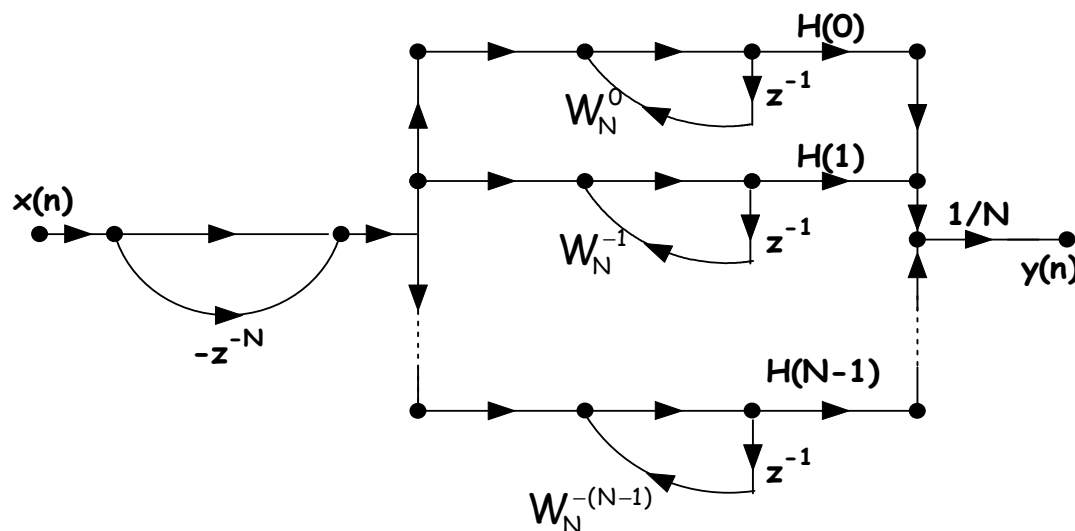 H(0)
z⁻¹
W_N^0
H(1)
x(n)
1/N
z⁻¹
W_N^−1
y(n)
-z⁻ᴺ
H(N-1)
z⁻¹
W_N^−(N−1)